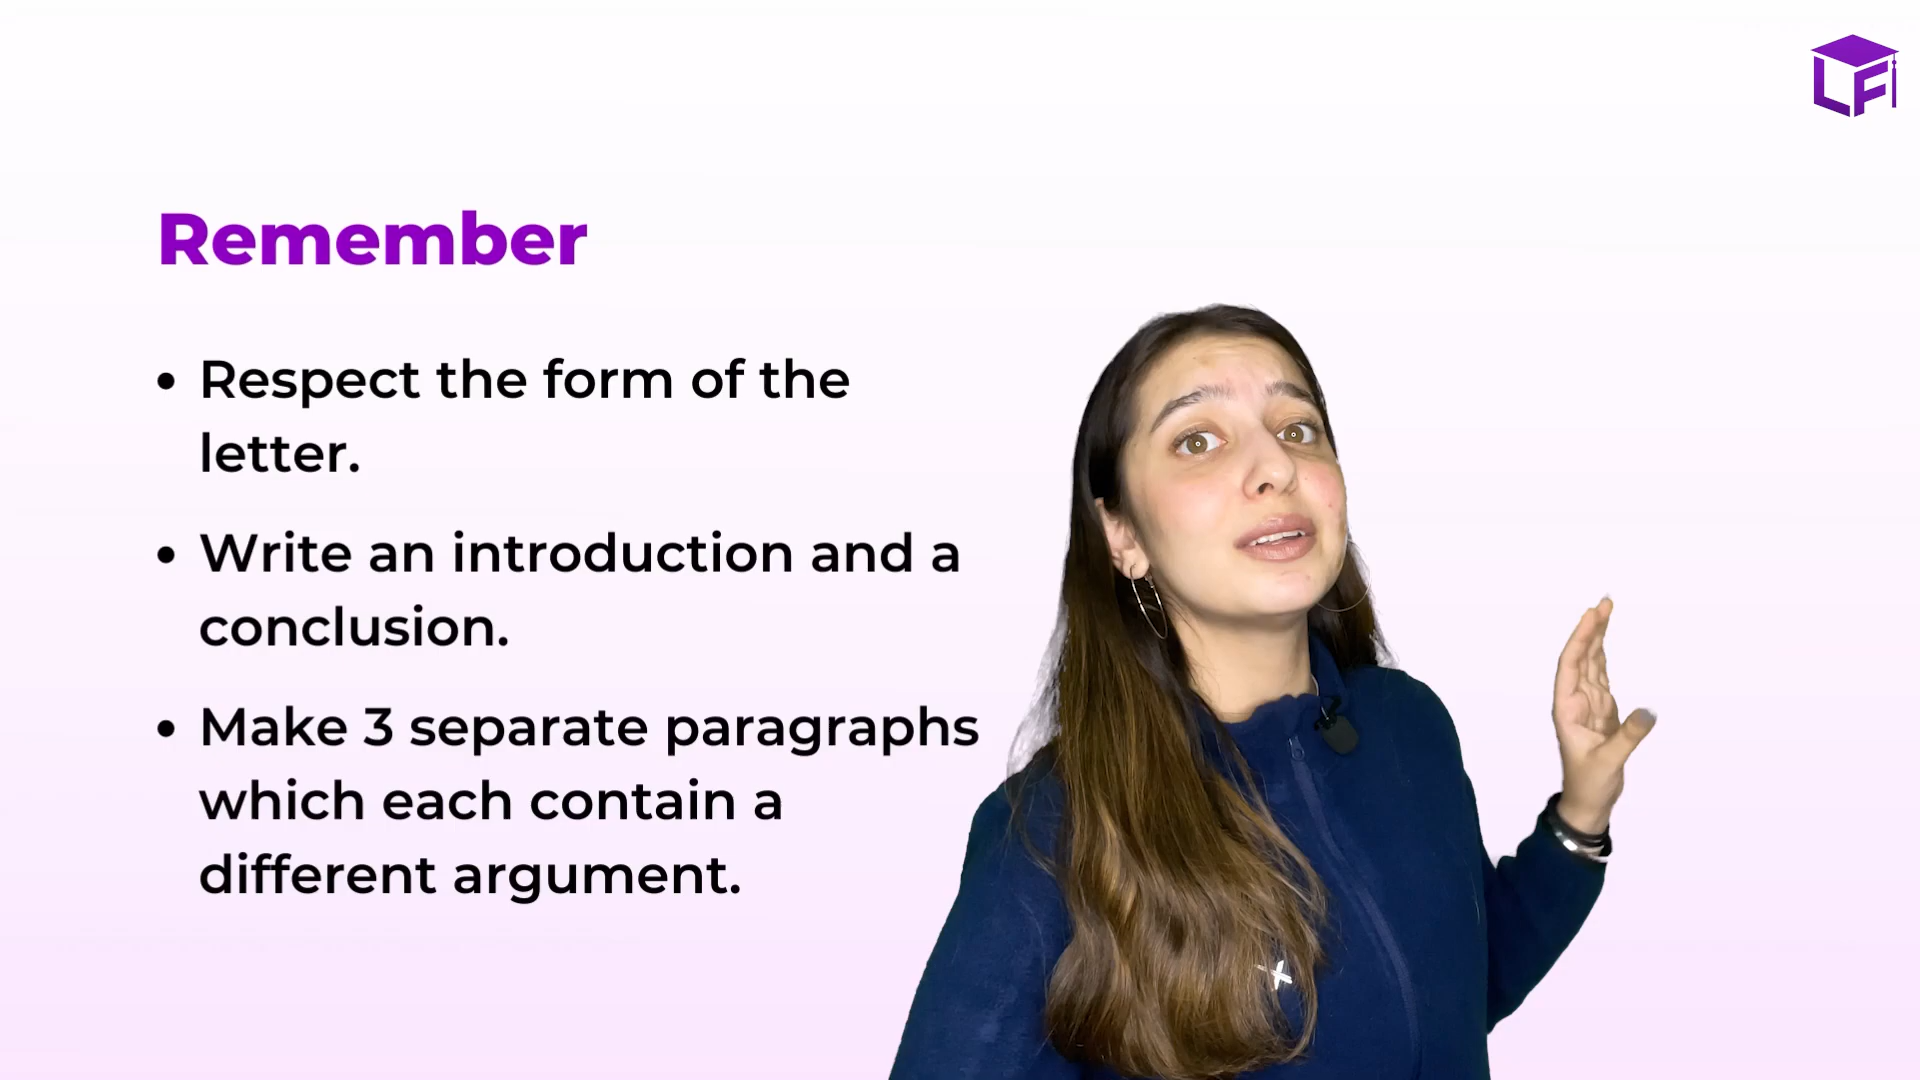 LF
Remember
• Respect the form of the
letter.
• Write an introduction and a
conclusion.
• Make 3 separate paragraphs
which each contain a
different argument.